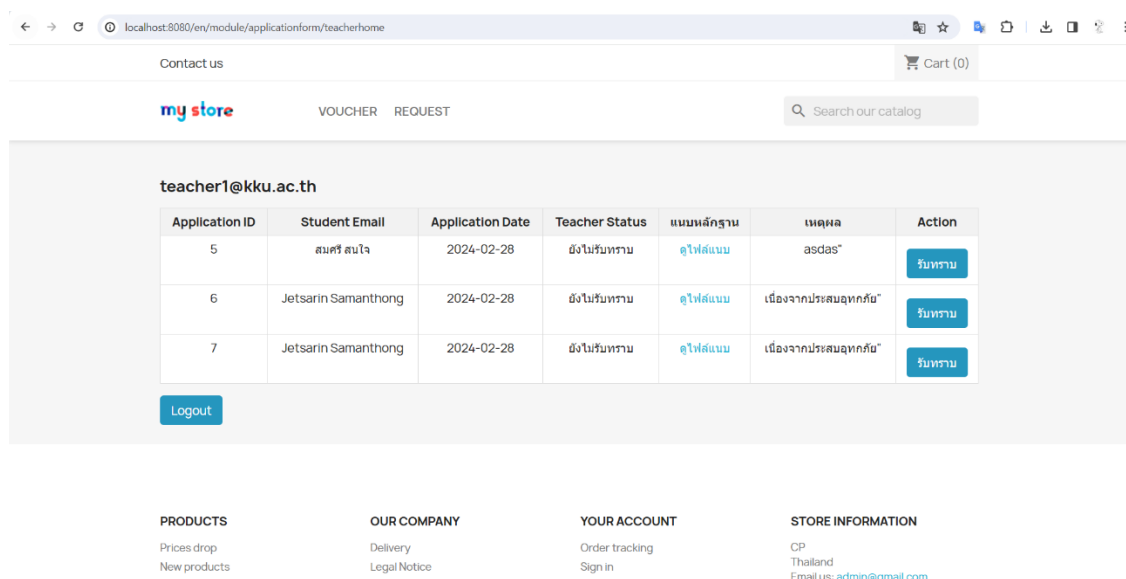 localhost:8080/en/module/applicationform/teacherhome
Contact us
Cart (0)
my store
VOUCHER REQUEST
Search our catalog
teacher1@kku.ac.th
Application ID Student Email Application Date Teacher Status แนบหลักฐาน เหตุผล Action
5 สมศรี สนใจ 2024-02-28 ยังไม่รับทราบ ดูไฟล์แนบ asdas" รับทราบ
6 Jetsarin Samanthong 2024-02-28 ยังไม่รับทราบ ดูไฟล์แนบ เนื่องจากประสบอุทกภัย" รับทราบ
7 Jetsarin Samanthong 2024-02-28 ยังไม่รับทราบ ดูไฟล์แนบ เนื่องจากประสบอุทกภัย" รับทราบ
Logout
PRODUCTS OUR COMPANY YOUR ACCOUNT STORE INFORMATION
Prices drop Delivery Order tracking CP
New products Legal Notice Sign in Thailand
Email us: admin@gmail.com